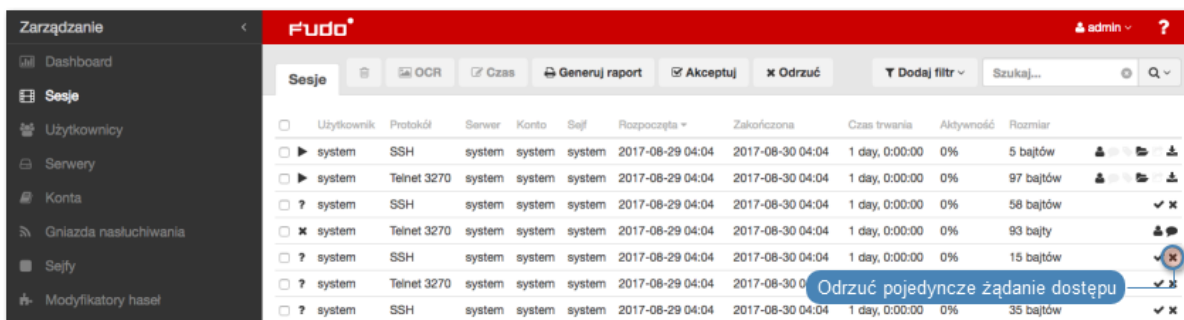 Zarządzanie
Fudo
admin
?
Dashboard
Sesje
Użytkownicy
Serwery
Konta
Gniazda nasłuchiwania
Sejfy
Modyfikatory haseł
Sesje OCR Czas Generuj raport Akceptuj Odrzuć Dodaj filtr Szukaj...
Użytkownik Protokół Serwer Konto Sejf Rozpoczęta Zakończona Czas trwania Aktywność Rozmiar
system SSH system system system 2017-08-29 04:04 2017-08-30 04:04 1 day, 0:00:00 0% 5 bajtów
system Telnet 3270 system system system 2017-08-29 04:04 2017-08-30 04:04 1 day, 0:00:00 0% 97 bajtów
? system SSH system system system 2017-08-29 04:04 2017-08-30 04:04 1 day, 0:00:00 0% 58 bajtów
system Telnet 3270 system system system 2017-08-29 04:04 2017-08-30 04:04 1 day, 0:00:00 0% 93 bajty
? system SSH system system system 2017-08-29 04:04 2017-08-30 04:04 1 day, 0:00:00 0% 15 bajtów
? system Telnet 3270 system system system 2017-08-29 04:04 2017-08-30 0
Odrzuć pojedyncze żądanie dostępu
? system SSH system system system 2017-08-29 04:04 2017-08-30 04:04 1 day, 0:00:00 0% 35 bajtów